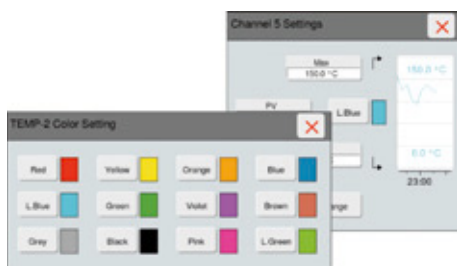 Channel 5 Settings
Max
150.0 °C
150.0 °C
PV
L.Blue
0.0 °C
23:00
TEMP-2 Color Setting
Red
Yellow
Orange
Blue
L.Blue
Green
Violet
Brown
Grey
Black
Pink
L.Green